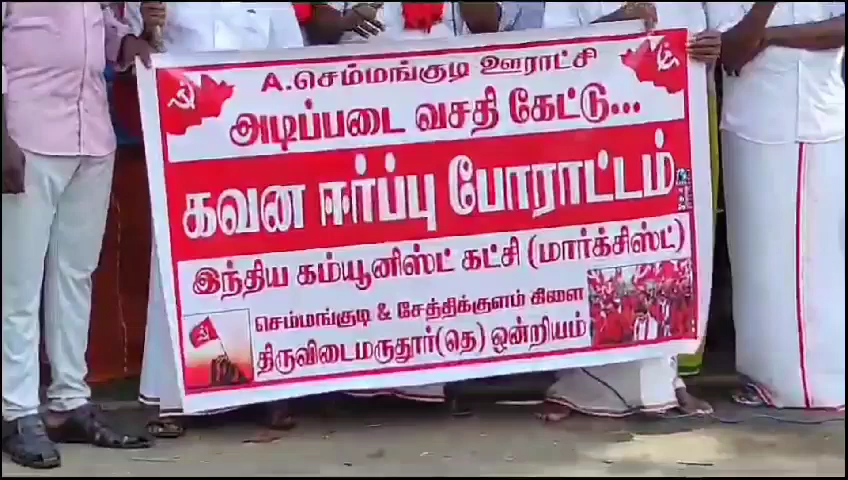 A.செம்மங்குடி ஊராட்சி
அடிப்படை வசதி கேட்டு...
கவன ஈர்ப்பு போராட்டம்
இந்திய கம்யூனிஸ்ட் கட்சி (மார்க்சிஸ்ட்)
செம்மங்குடி & சேத்திக்குளம் கிளை
திருவிடைமருதூர்(தெ) ஒன்றியம்